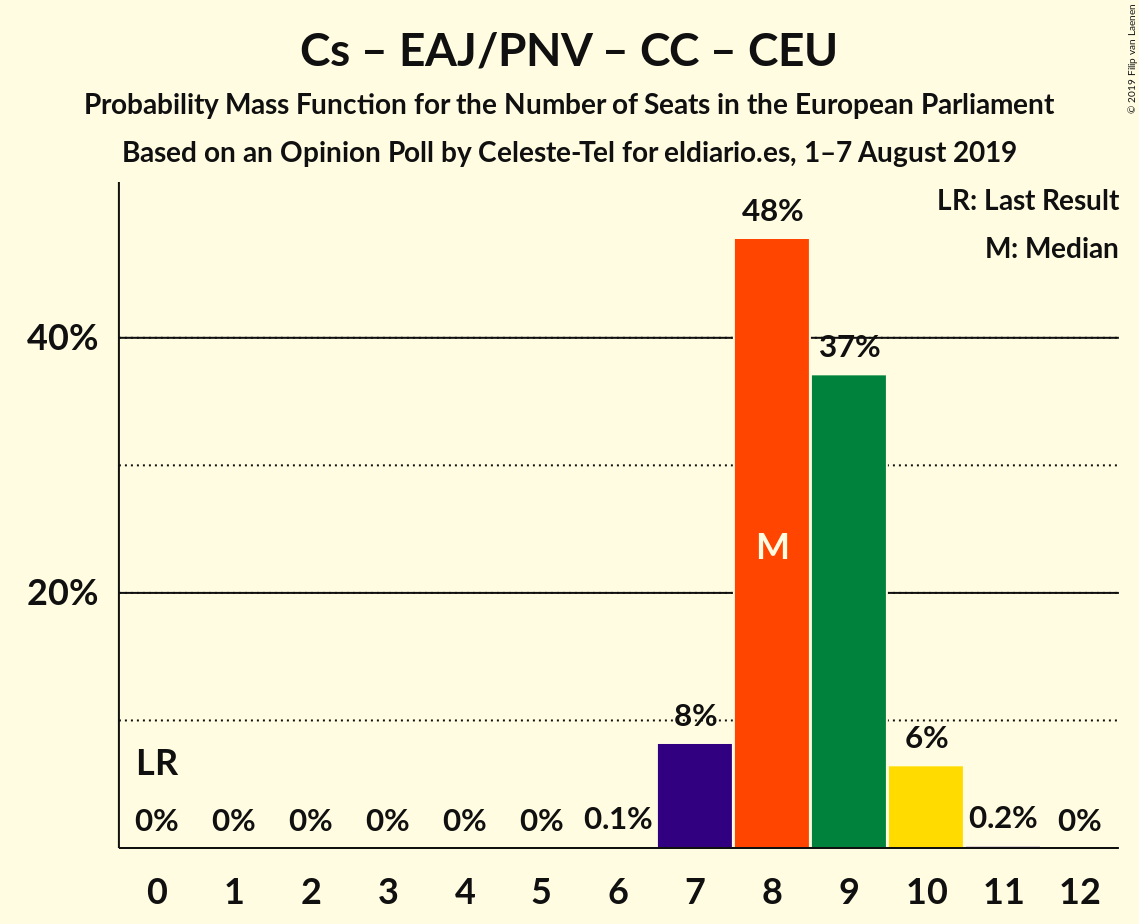 Cs – EAJ/PNV – CC – CEU
Probability Mass Function for the Number of Seats in the European Parliament
Based on an Opinion Poll by Celeste-Tel for eldiario.es, 1–7 August 2019
© 2019 Filip van Laenen
LR: Last Result
M: Median
48%
40%
37%
M
20%
8%
6%
LR
0% 0% 0% 0% 0% 0% 0.1% 0.2% 0%
0 1 2 3 4 5 6 7 8 9 10 11 12